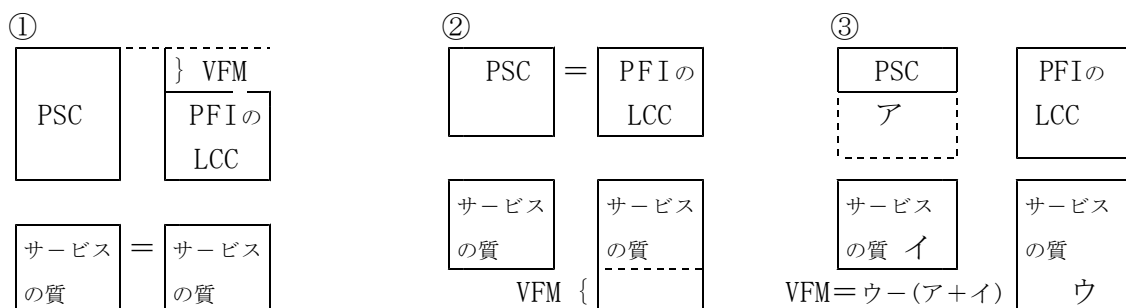 ①
} VFM
PSC
PFIの
LCC
サービス
の質
=
サービス
の質
②
PSC
=
PFIの
LCC
サービス
の質
サービス
の質
VFM {
③
PSC
ア
PFIの
LCC
サービス
の質 イ
サービス
の質
ウ
VFM=ウ-(ア+イ)